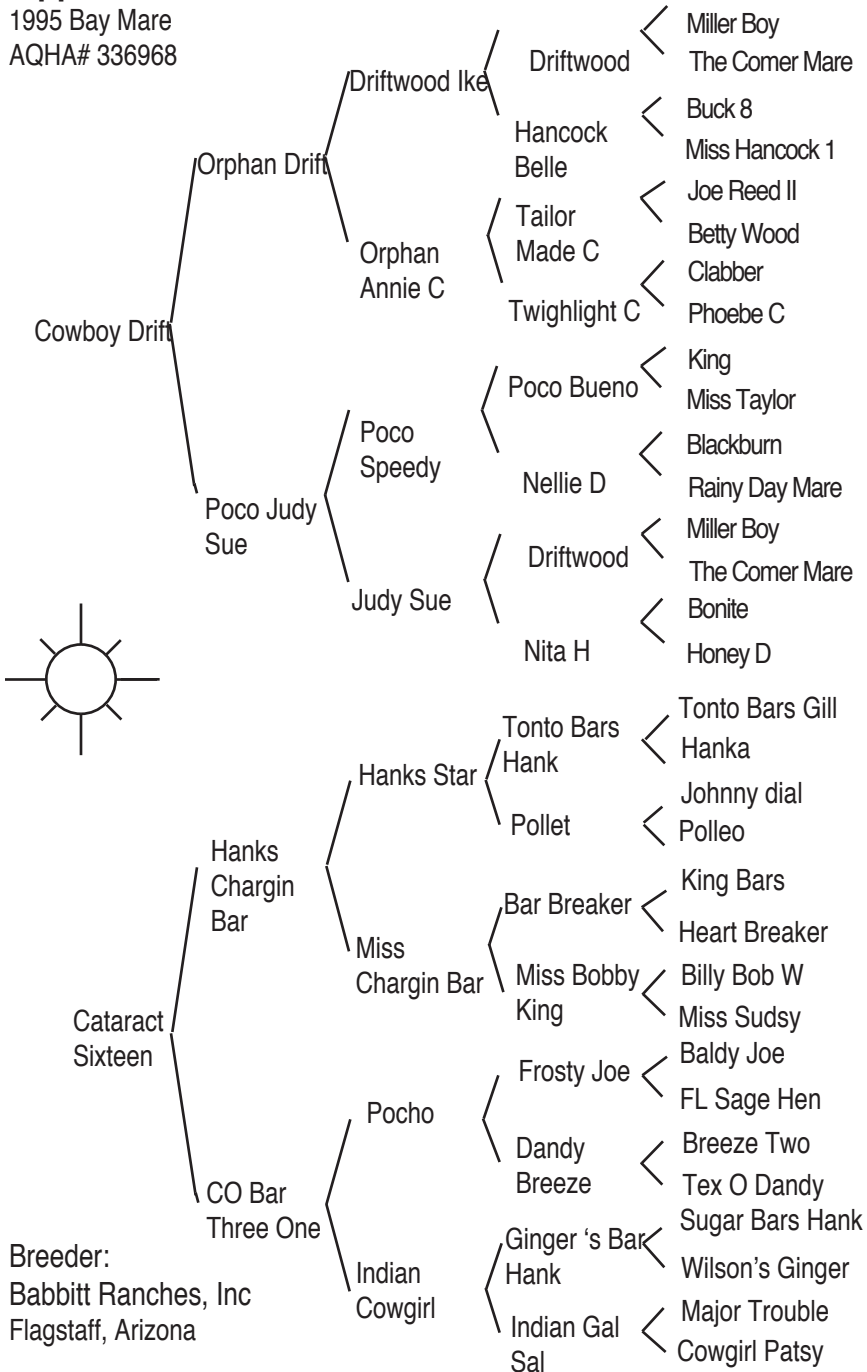 1995 Bay Mare
AQHA# 336968
Cowboy Drift
Orphan Drift
Driftwood Ike
Driftwood
Miller Boy
The Comer Mare
Hancock
Belle
Buck 8
Miss Hancock 1
Orphan
Annie C
Tailor
Made C
Joe Reed II
Betty Wood
Twighlight C
Clabber
Phoebe C
Poco Judy
Sue
Poco
Speedy
Poco Bueno
King
Miss Taylor
Nellie D
Blackburn
Rainy Day Mare
Judy Sue
Driftwood
Miller Boy
The Comer Mare
Nita H
Bonite
Honey D
Cataract
Sixteen
Hanks
Chargin
Bar
Hanks Star
Tonto Bars
Hank
Tonto Bars Gill
Hanka
Pollet
Johnny dial
Polleo
Miss
Chargin Bar
Bar Breaker
King Bars
Heart Breaker
Miss Bobby
King
Billy Bob W
Miss Sudsy
CO Bar
Three One
Pocho
Frosty Joe
Baldy Joe
FL Sage Hen
Dandy
Breeze
Breeze Two
Tex O Dandy
Indian
Cowgirl
Ginger ‘s Bar
Hank
Sugar Bars Hank
Wilson’s Ginger
Indian Gal
Sal
Major Trouble
Cowgirl Patsy
Breeder:
Babbitt Ranches, Inc
Flagstaff, Arizona